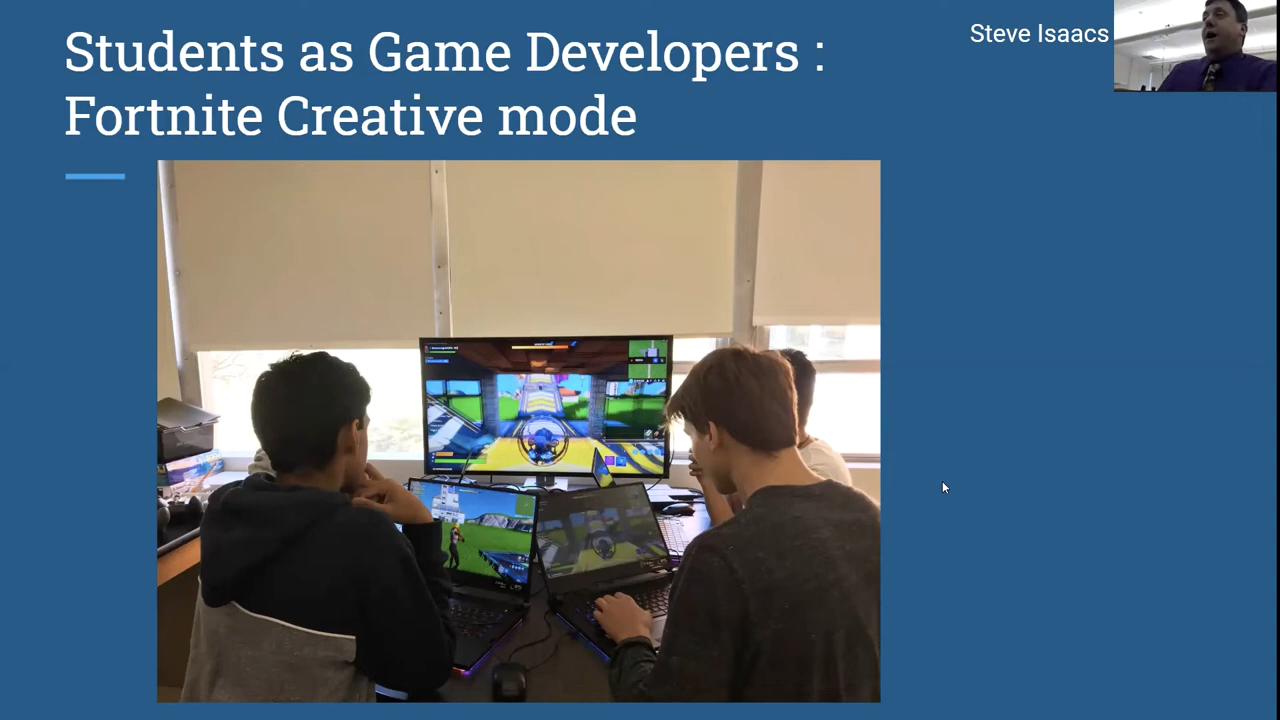 Students as Game Developers :
Fortnite Creative mode
Steve Isaacs